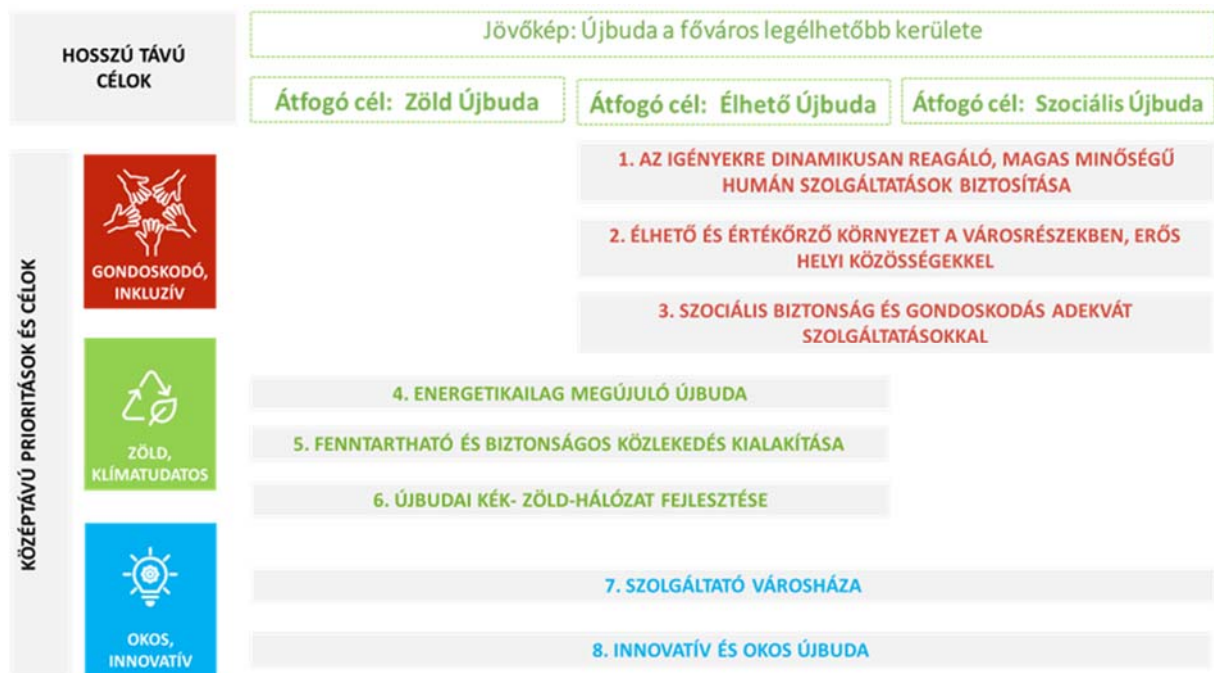 HOSSZÚ TÁVÚ
CÉLOK
Jövőkép: Újbuda a főváros legélhetőbb kerülete
Átfogó cél: Zöld Újbuda
Átfogó cél: Élhető Újbuda
Átfogó cél: Szociális Újbuda
KÖZÉPTÁVÚ PRIORITÁSOK ÉS CÉLOK
GONDOSKODÓ,
INKLUZÍV
1. AZ IGÉNYEKRE DINAMIKUSAN REAGÁLÓ, MAGAS MINŐSÉGŰ
HUMÁN SZOLGÁLTATÁSOK BIZTOSÍTÁSA
2. ÉLHETŐ ÉS ÉRTÉKŐRZŐ KÖRNYEZET A VÁROSRÉSZEKBEN, ERŐS
HELYI KÖZÖSSÉGEKKEL
3. SZOCIÁLIS BIZTONSÁG ÉS GONDOSKODÁS ADEKVÁT
SZOLGÁLTATÁSOKKAL
ZÖLD,
KLÍMATUDATOS
4. ENERGETIKAILAG MEGÚJULÓ ÚJBUDA
5. FENNTARTHATÓ ÉS BIZTONSÁGOS KÖZLEKEDÉS KIALAKÍTÁSA
6. ÚJBUDAI KÉK- ZÖLD-HÁLÓZAT FEJLESZTÉSE
OKOS,
INNOVATÍV
7. SZOLGÁLTATÓ VÁROSHÁZA
8. INNOVATÍV ÉS OKOS ÚJBUDA